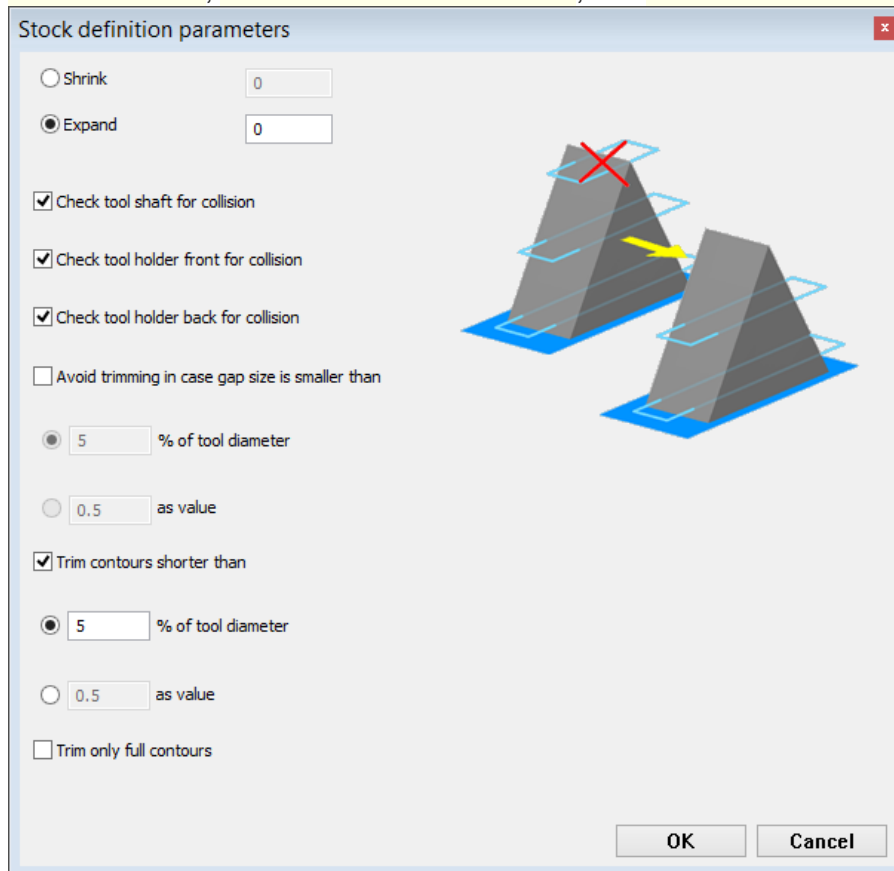 Stock definition parameters
x
Shrink
0
Expand
0
Check tool shaft for collision
Check tool holder front for collision
Check tool holder back for collision
Avoid trimming in case gap size is smaller than
5 % of tool diameter
0.5 as value
Trim contours shorter than
5 % of tool diameter
0.5 as value
Trim only full contours
OK Cancel